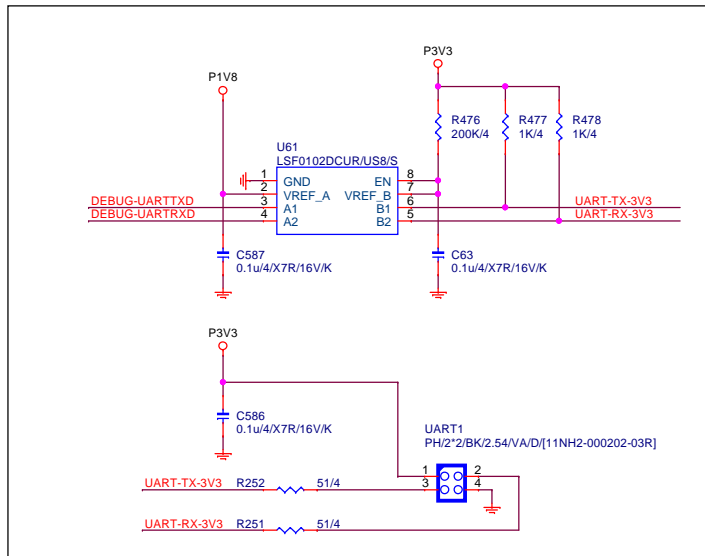 P3V3
P1V8
R476
200K/4
R477
1K/4
R478
1K/4
U61
LSF0102DCUR/US8/S
1 GND EN 8
2 VREF_A VREF_B 7
DEBUG-UARTTXD 3 A1 B1 6 UART-TX-3V3
DEBUG-UARTRXD 4 A2 B2 5 UART-RX-3V3
C587
0.1u/4/X7R/16V/K
C63
0.1u/4/X7R/16V/K
P3V3
C586
0.1u/4/X7R/16V/K
UART1
PH/2*2/BK/2.54/VA/D/[11NH2-000202-03R]
1 2
3 4
UART-TX-3V3 R252 51/4
UART-RX-3V3 R251 51/4